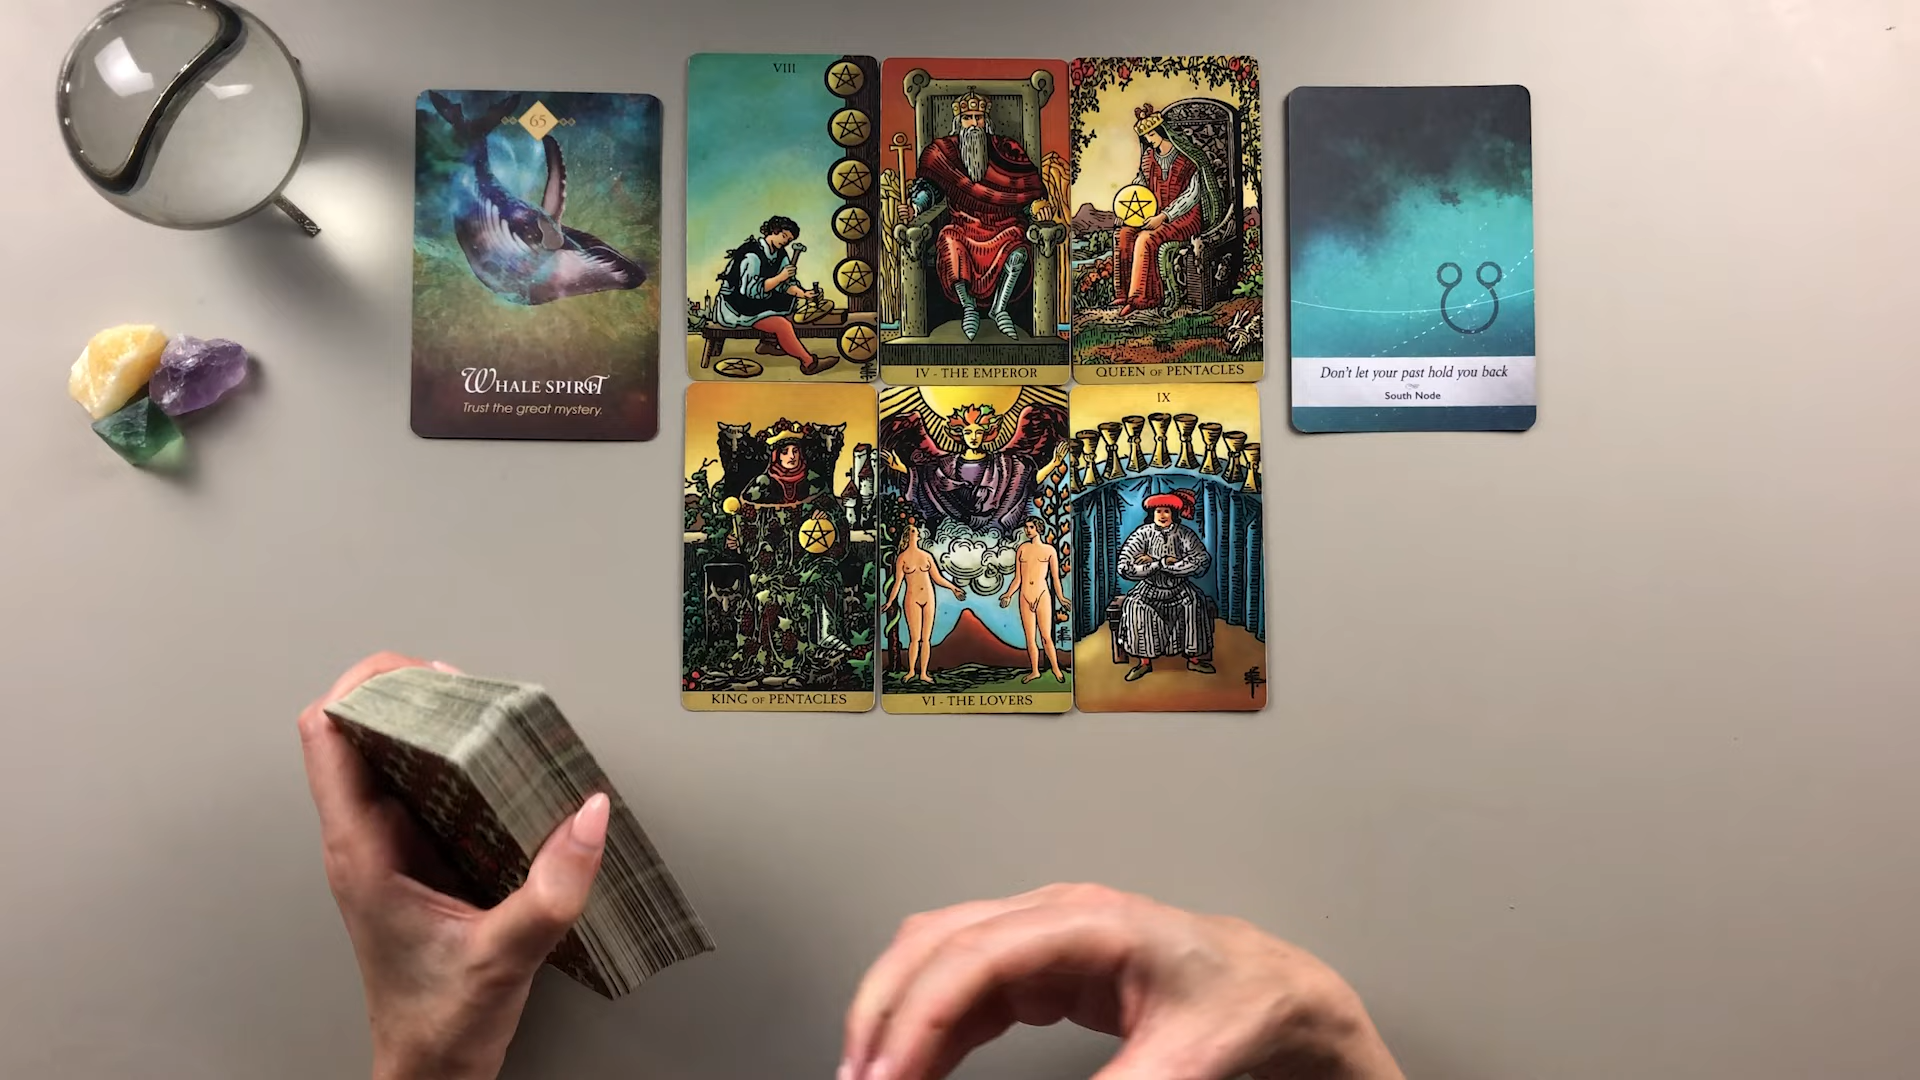 65
WHALE SPIRIT
Trust the great mystery.
VIII
IV - THE EMPEROR
QUEEN OF PENTACLES
Don't let your past hold you back
South Node
KING OF PENTACLES
VI - THE LOVERS
IX